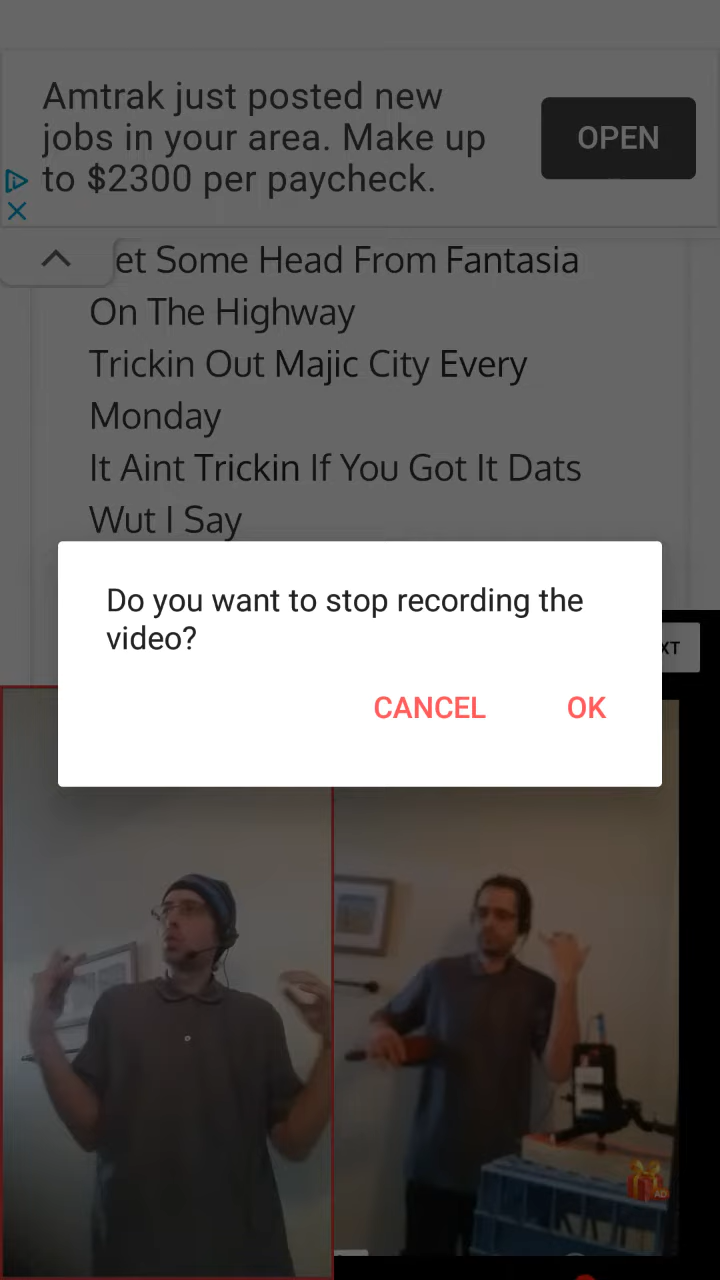 Amtrak just posted new
jobs in your area. Make up
to $2300 per paycheck.
OPEN
et Some Head From Fantasia
On The Highway
Trickin Out Majic City Every
Monday
It Aint Trickin If You Got It Dats
Wut I Say
Do you want to stop recording the
video?
CANCEL OK
XT
AD